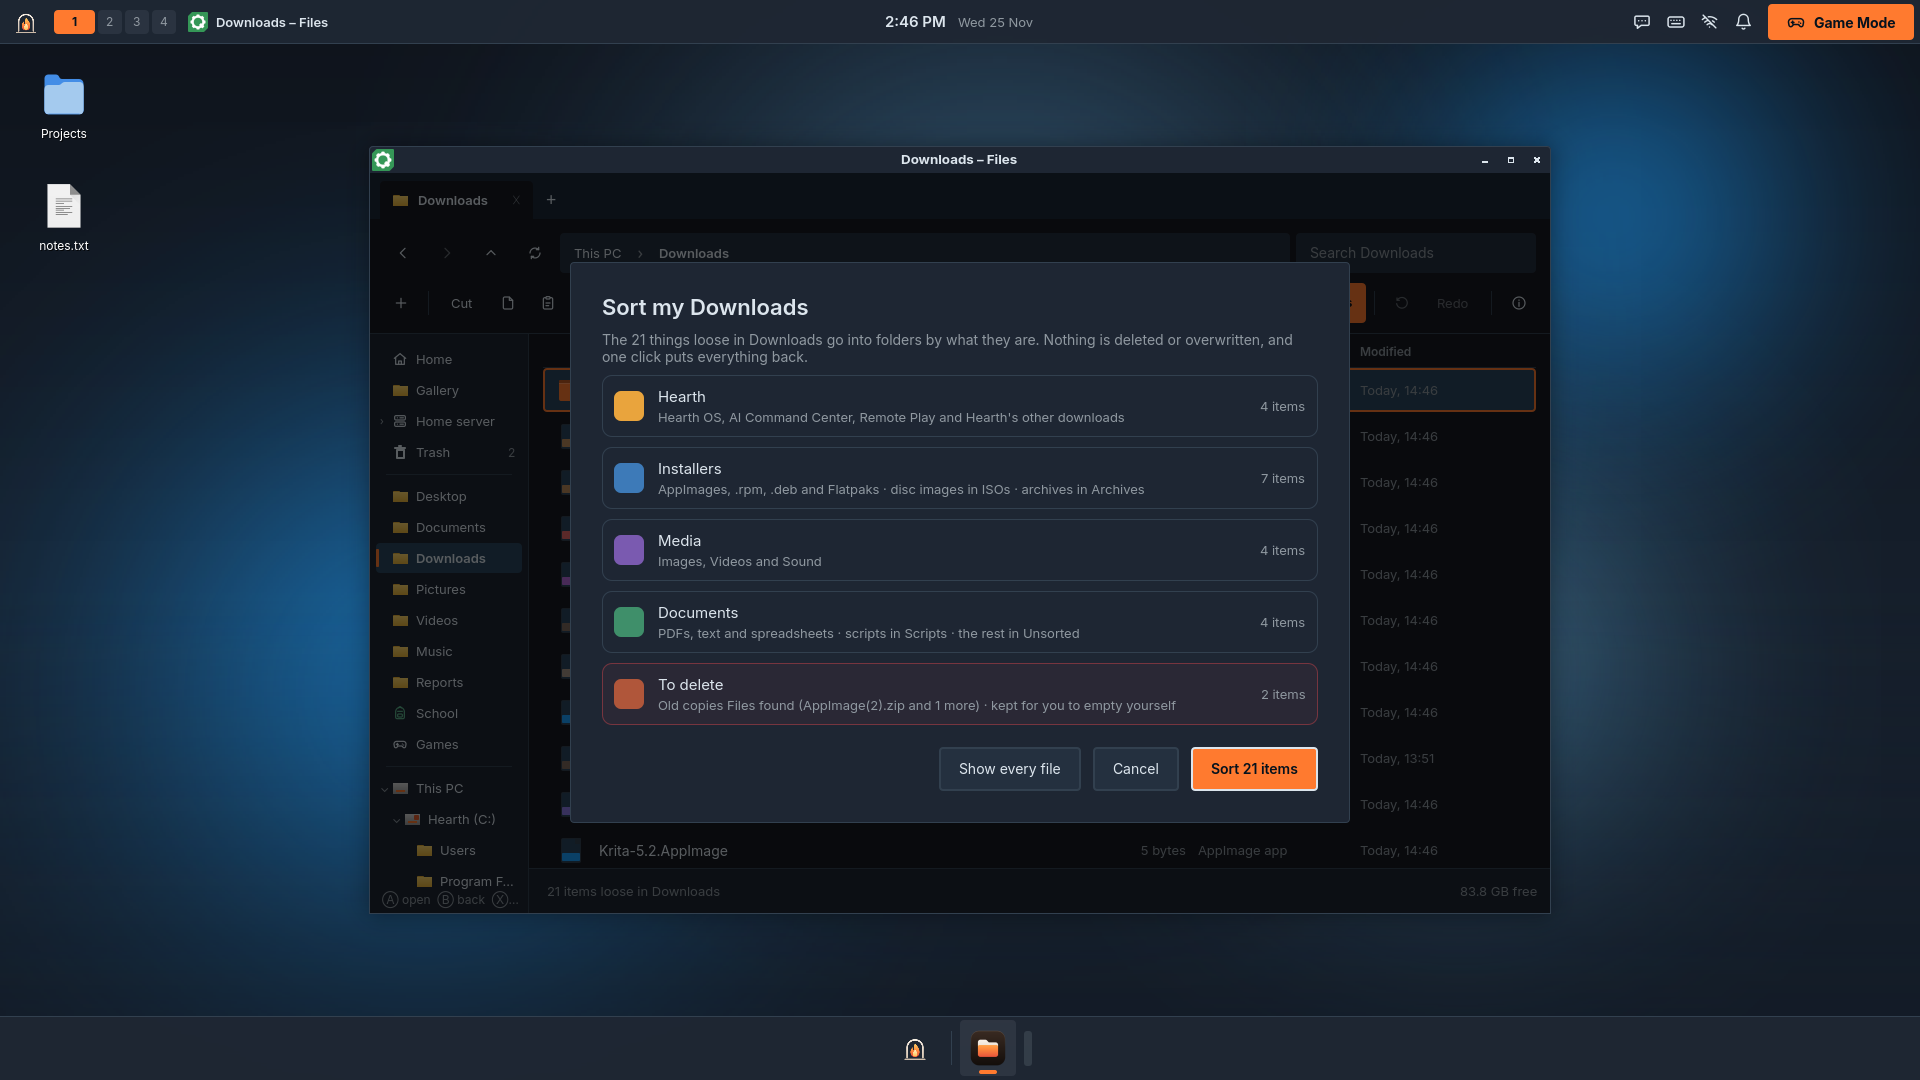 1 2 3 4 Downloads – Files 2:46 PM Wed 25 Nov Game Mode
Projects
notes.txt
Downloads – Files
Downloads X +
This PC › Downloads Search Downloads
+ Cut Redo
Sort my Downloads
The 21 things loose in Downloads go into folders by what they are. Nothing is deleted or overwritten, and
one click puts everything back.
Hearth
Hearth OS, AI Command Center, Remote Play and Hearth's other downloads
4 items
Installers
AppImages, .rpm, .deb and Flatpaks · disc images in ISOs · archives in Archives
7 items
Media
Images, Videos and Sound
4 items
Documents
PDFs, text and spreadsheets · scripts in Scripts · the rest in Unsorted
4 items
To delete
Old copies Files found (AppImage(2).zip and 1 more) · kept for you to empty yourself
2 items
Show every file Cancel Sort 21 items
Home
Gallery
Home server
Trash 2
Desktop
Documents
Downloads
Pictures
Videos
Music
Reports
School
Games
This PC
Hearth (C:)
Users
Program F...
A open B back X...
Modified
Today, 14:46
Today, 14:46
Today, 14:46
Today, 14:46
Today, 14:46
Today, 14:46
Today, 14:46
Today, 14:46
Today, 13:51
Today, 14:46
Krita-5.2.AppImage 5 bytes AppImage app Today, 14:46
21 items loose in Downloads 83.8 GB free